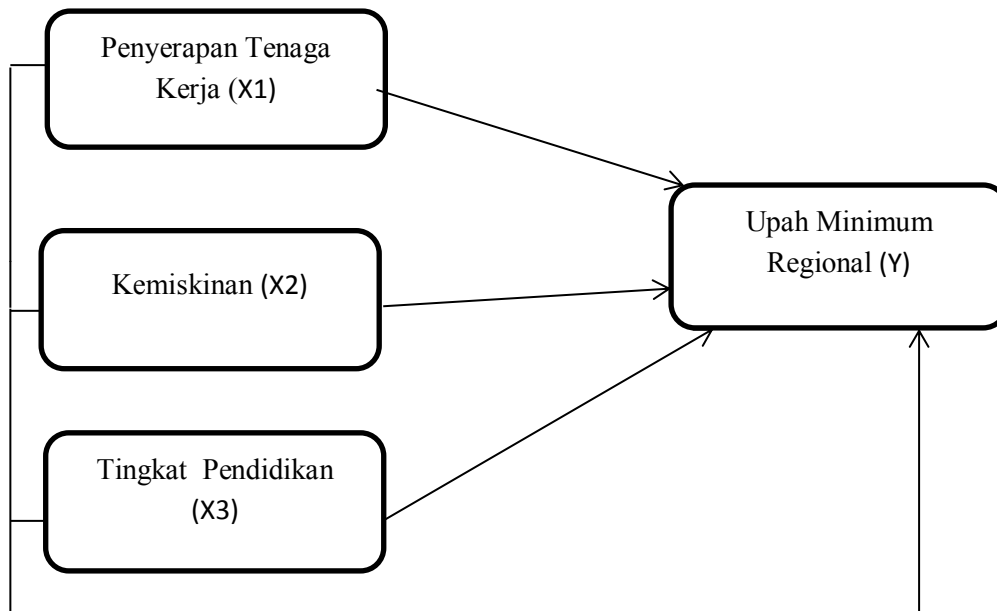 Penyerapan Tenaga
Kerja (X1)
Upah Minimum
Regional (Y)
Kemiskinan (X2)
Tingkat Pendidikan
(X3)